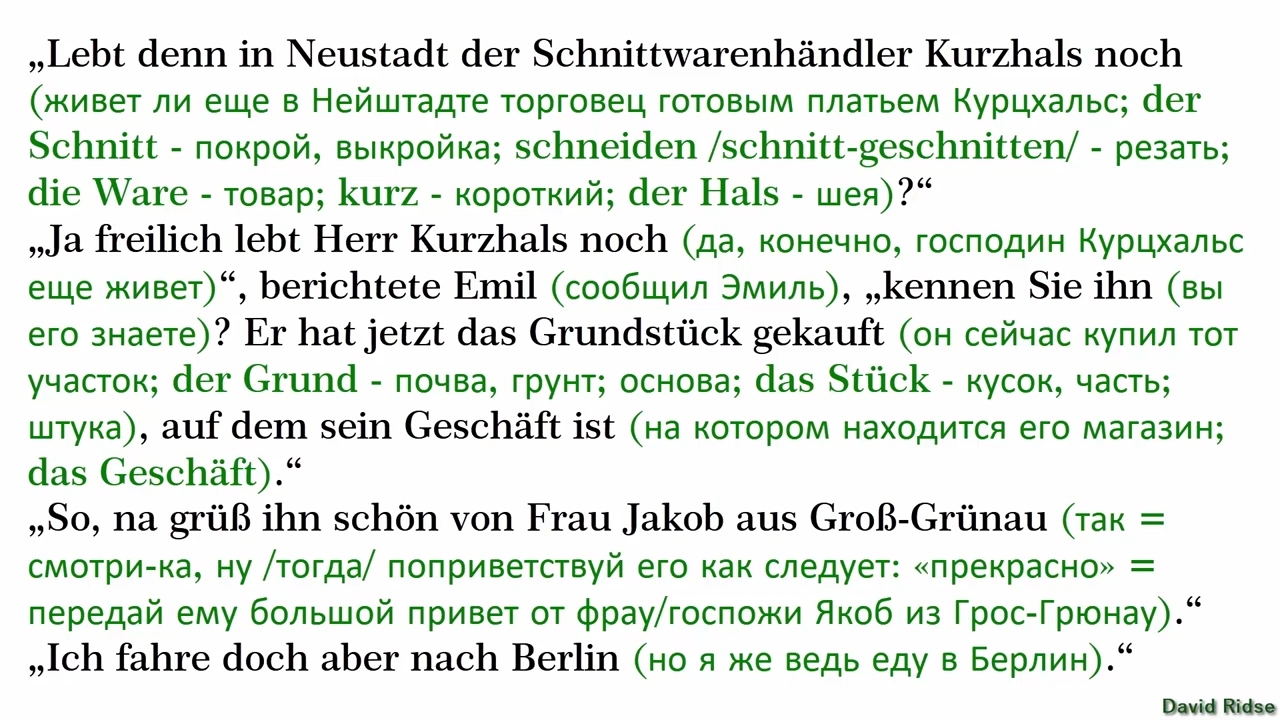 „Lebt denn in Neustadt der Schnittwarenhändler Kurzhals noch
(живет ли еще в Нейштадте торговец готовым платьем Курцхальс; der
Schnitt - покрой, выкройка; schneiden /schnitt-geschnitten/ - резать;
die Ware - товар; kurz - короткий; der Hals - шея)?“
„Ja freilich lebt Herr Kurzhals noch (да, конечно, господин Курцхальс
еще живет)“, berichtete Emil (сообщил Эмиль), „kennen Sie ihn (вы
его знаете)? Er hat jetzt das Grundstück gekauft (он сейчас купил тот
участок; der Grund - почва, грунт; основа; das Stück - кусок, часть;
штука), auf dem sein Geschäft ist (на котором находится его магазин;
das Geschäft).“
„So, na grüß ihn schön von Frau Jakob aus Groß-Grünau (так =
смотри-ка, ну /тогда/ поприветствуй его как следует: «прекрасно» =
передай ему большой привет от фрау/госпожи Якоб из Грос-Грюнау).“
„Ich fahre doch aber nach Berlin (но я же ведь еду в Берлин).“
David Ridse